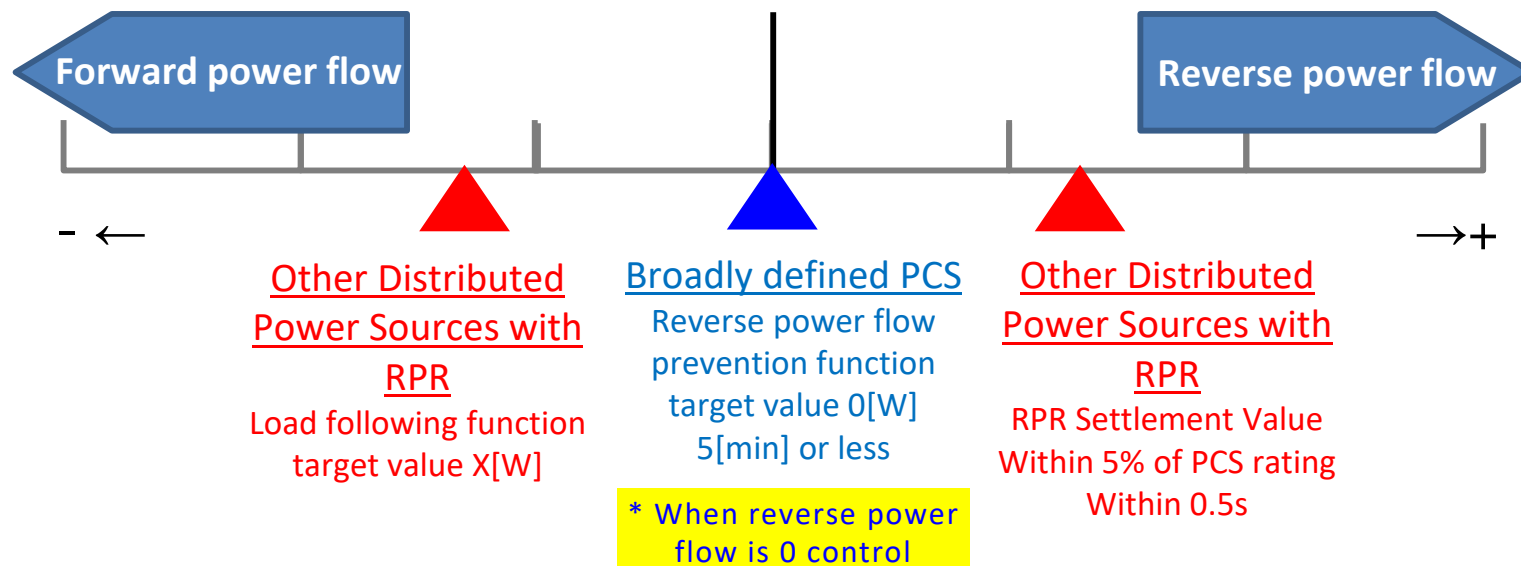 Forward power flow
Reverse power flow
- ←
→+
Other Distributed
Power Sources with
RPR
Load following function
target value X[W]
Broadly defined PCS
Reverse power flow
prevention function
target value 0[W]
5[min] or less
* When reverse power
flow is 0 control
Other Distributed
Power Sources with
RPR
RPR Settlement Value
Within 5% of PCS rating
Within 0.5s